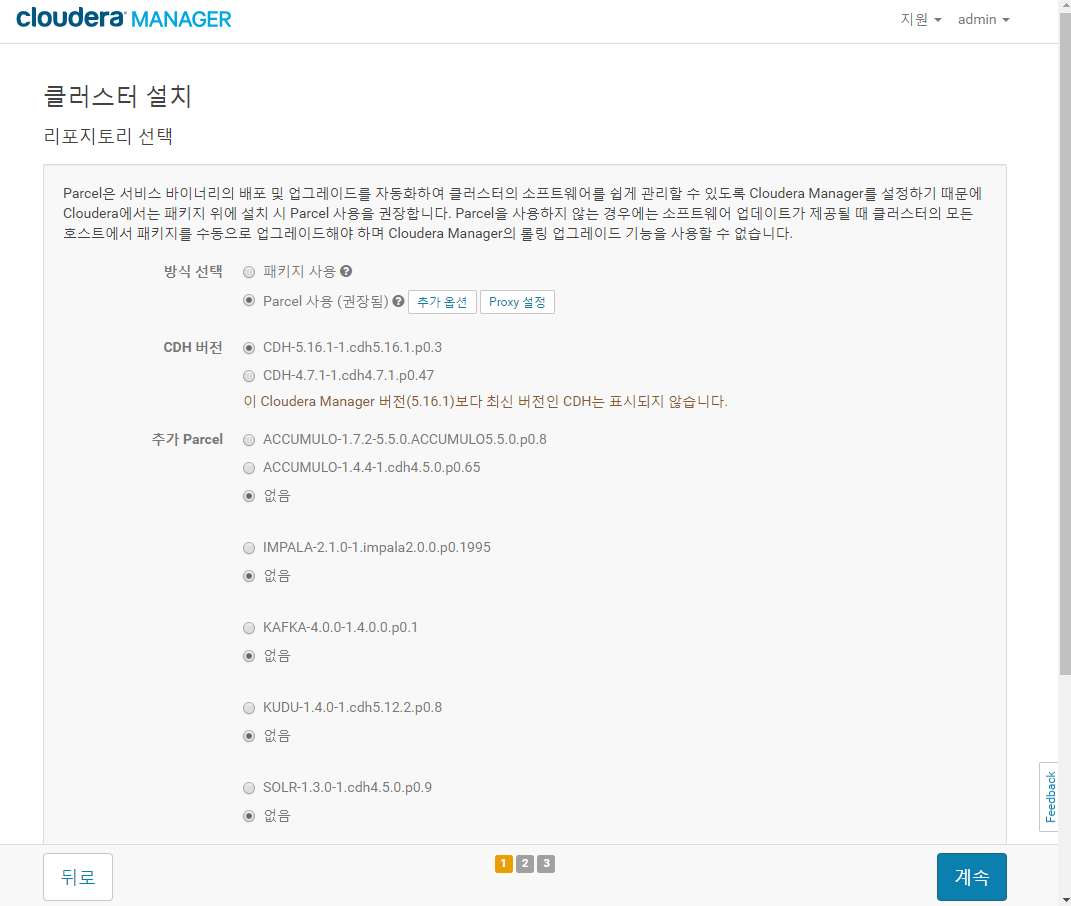 cloudera MANAGER 지원 admin
클러스터 설치
리포지토리 선택
Parcel은 서비스 바이너리의 배포 및 업그레이드를 자동화하여 클러스터의 소프트웨어를 쉽게 관리할 수 있도록 Cloudera Manager를 설정하기 때문에
Cloudera에서는 패키지 위에 설치 시 Parcel 사용을 권장합니다. Parcel을 사용하지 않는 경우에는 소프트웨어 업데이트가 제공될 때 클러스터의 모든
호스트에서 패키지를 수동으로 업그레이드해야 하며 Cloudera Manager의 롤링 업그레이드 기능을 사용할 수 없습니다.
방식 선택 패키지 사용 ?
Parcel 사용 (권장됨) ? 추가 옵션 Proxy 설정
CDH 버전 CDH-5.16.1-1.cdh5.16.1.p0.3
CDH-4.7.1-1.cdh4.7.1.p0.47
이 Cloudera Manager 버전(5.16.1)보다 최신 버전인 CDH는 표시되지 않습니다.
추가 Parcel ACCUMULO-1.7.2-5.5.0.ACCUMULO5.5.0.p0.8
ACCUMULO-1.4.4-1.cdh4.5.0.p0.65
없음
IMPALA-2.1.0-1.impala2.0.0.p0.1995
없음
KAFKA-4.0.0-1.4.0.0.p0.1
없음
KUDU-1.4.0-1.cdh5.12.2.p0.8
없음
SOLR-1.3.0-1.cdh4.5.0.p0.9
없음
Feedback
뒤로 1 2 3 계속